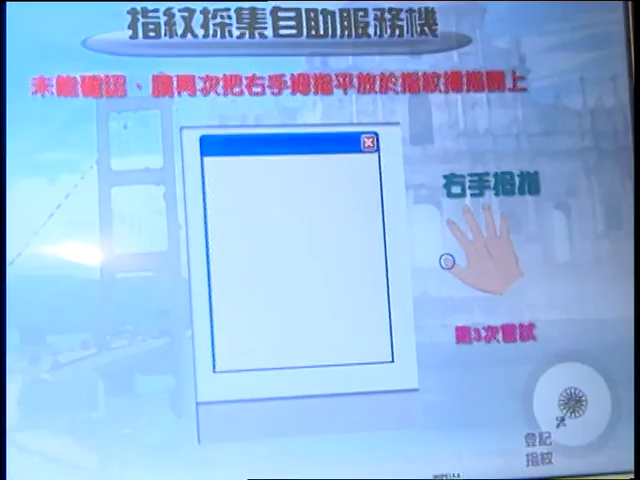 指紋採集自助服務機
未能確認、請再次把右手拇指平放於指紋掃描器上
右手拇指
第3次嘗試
登記
指紋